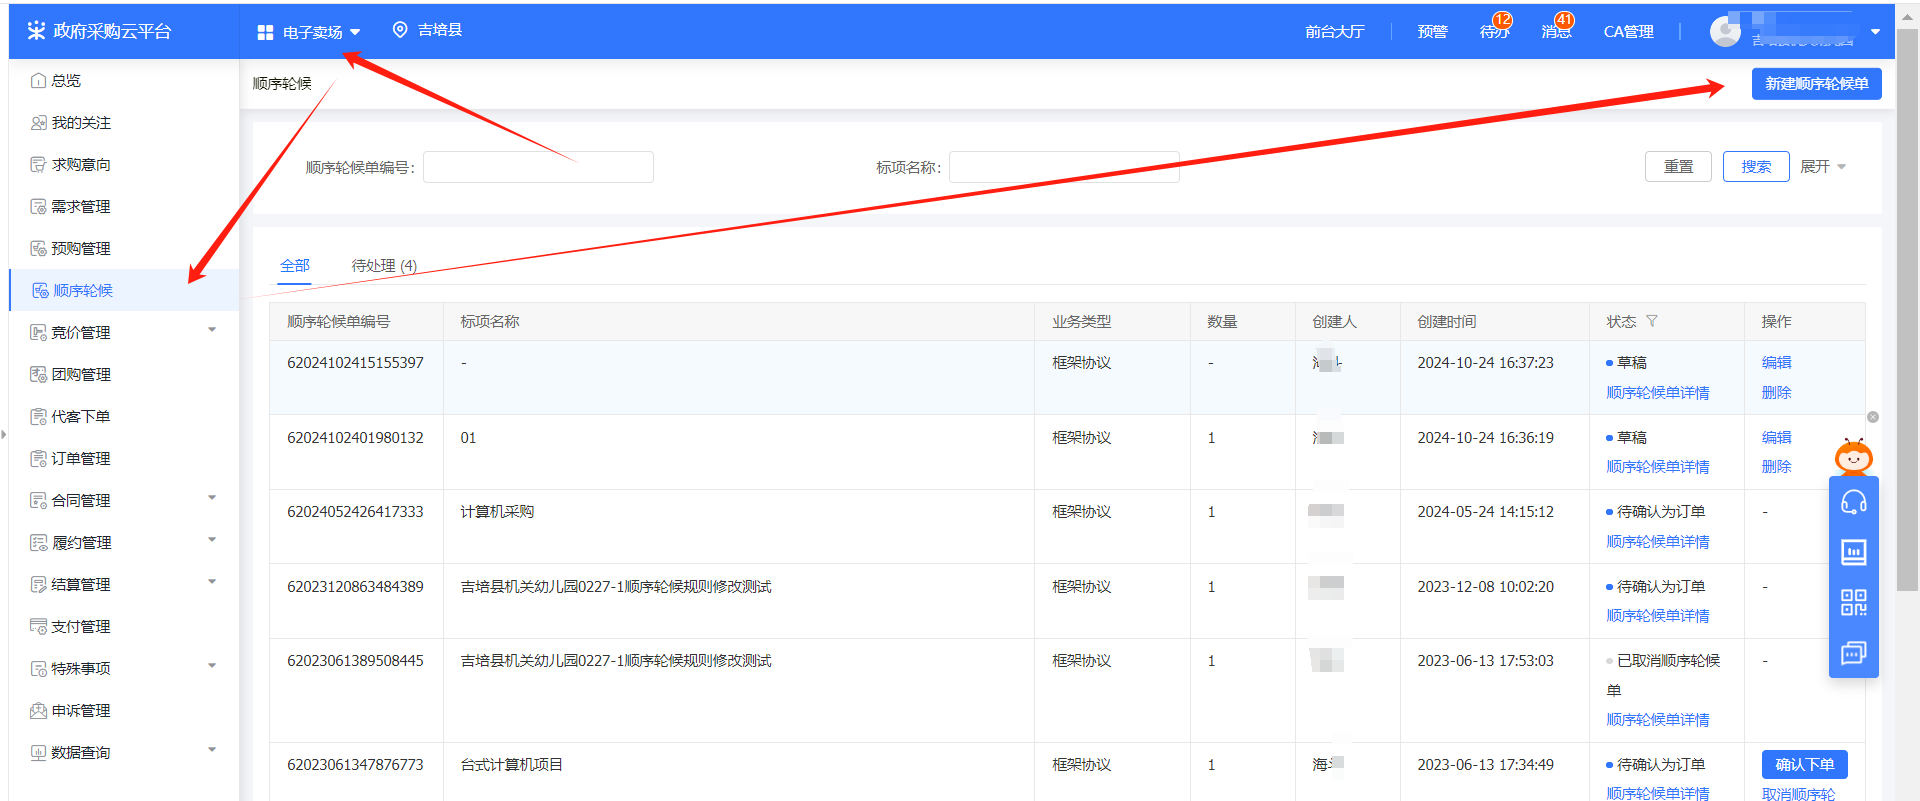 政府采购云平台
电子卖场
吉培县
前台大厅
预警
待办
12
消息
41
CA管理
总览
我的关注
求购意向
需求管理
预购管理
顺序轮候
竞价管理
团购管理
代客下单
订单管理
合同管理
履约管理
结算管理
支付管理
特殊事项
申诉管理
数据查询
顺序轮候
新建顺序轮候单
顺序轮候单编号：
标项名称：
重置
搜索
展开
全部
待处理 (4)
顺序轮候单编号 标项名称 业务类型 数量 创建人 创建时间 状态 操作
62024102415155397 - 框架协议 - 2024-10-24 16:37:23 草稿 编辑
顺序轮候单详情 删除
62024102401980132 01 框架协议 1 2024-10-24 16:36:19 草稿 编辑
顺序轮候单详情 删除
62024052426417333 计算机采购 框架协议 1 2024-05-24 14:15:12 待确认为订单 -
顺序轮候单详情
62023120863484389 吉培县机关幼儿园0227-1顺序轮候规则修改测试 框架协议 1 2023-12-08 10:02:20 待确认为订单 -
顺序轮候单详情
62023061389508445 吉培县机关幼儿园0227-1顺序轮候规则修改测试 框架协议 1 2023-06-13 17:53:03 已取消顺序轮候 -
单
顺序轮候单详情
62023061347876773 台式计算机项目 框架协议 1 海 2023-06-13 17:34:49 待确认为订单 确认下单
顺序轮候单详情 取消顺序轮